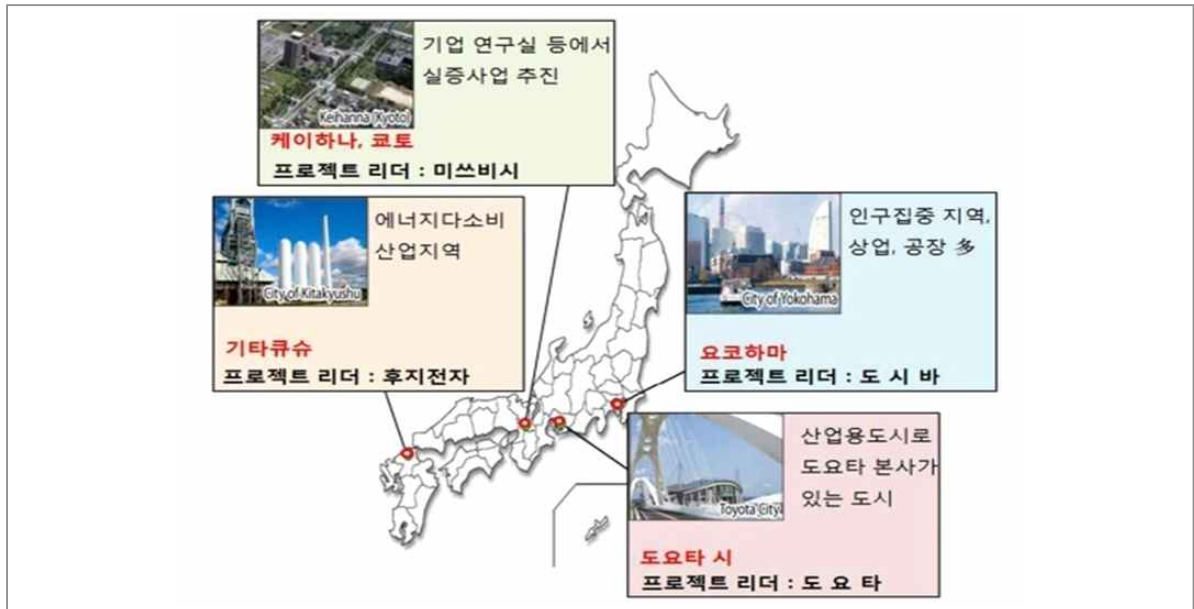 기업 연구실 등에서
실증사업 추진
Keihanna (Kyoto)
케이하나, 쿄토
프로젝트 리더 : 미쓰비시
에너지다소비
산업지역
City of Kitakyushu
기타큐슈
프로젝트 리더 : 후지전자
인구집중 지역,
상업, 공장 多
City of Yokohama
요코하마
프로젝트 리더 : 도 시 바
산업용도시로
도요타 본사가
있는 도시
Toyota City
도요타 시
프로젝트 리더 : 도 요 타